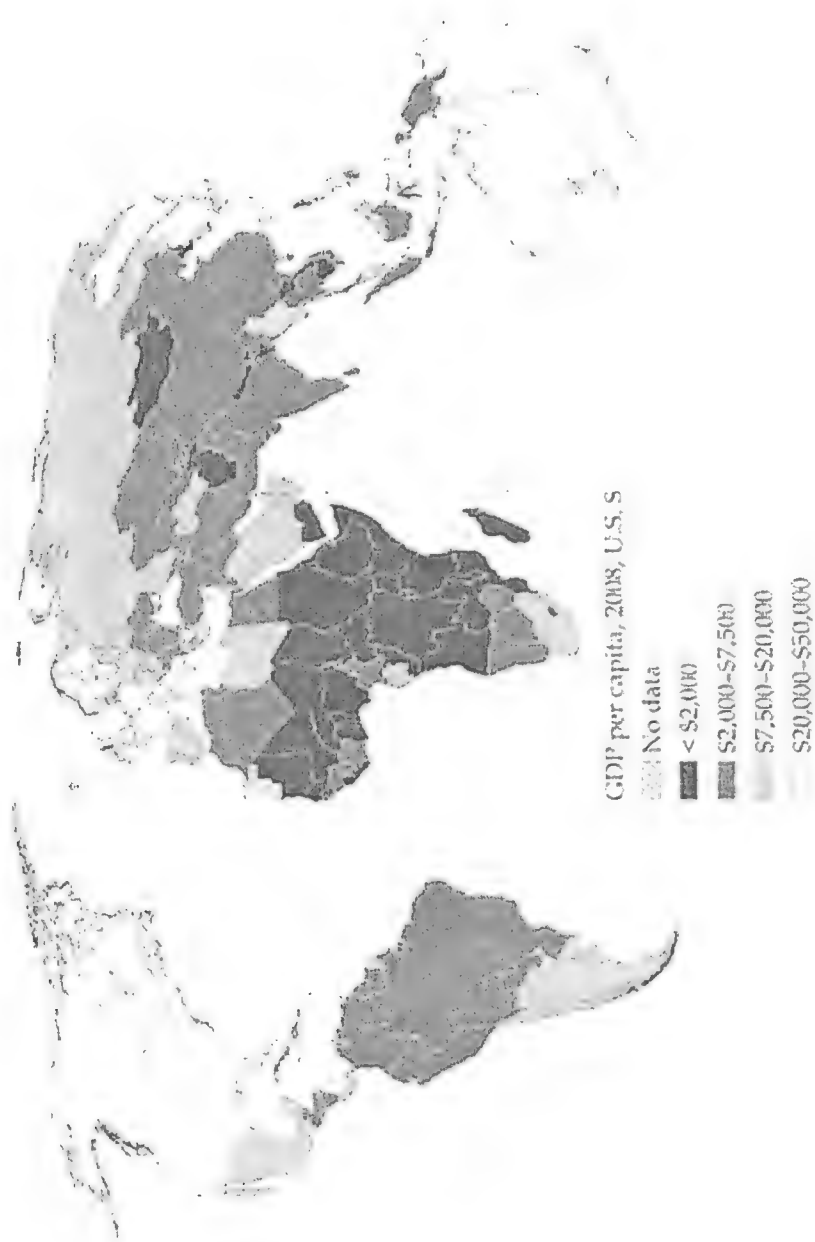 GDP per capita, 2008, U.S. $
No data
< $2,000
$2,000–$7,500
$7,500–$20,000
$20,000–$50,000